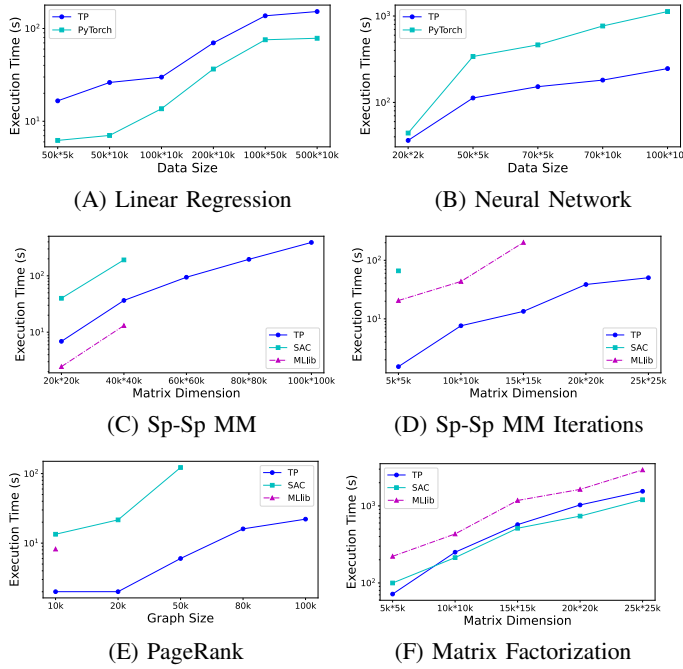 Execution Time (s)
10²
10¹
TP
PyTorch
50k*5k 50k*10k 100k*10k 200k*10k 100k*50k 500k*10k
Data Size
(A) Linear Regression
Execution Time (s)
10³
10²
TP
PyTorch
20k*2k 50k*5k 70k*5k 70k*10k 100k*10k
Data Size
(B) Neural Network
Execution Time (s)
10²
10¹
TP
SAC
MLlib
20k*20k 40k*40k 60k*60k 80k*80k 100k*100k
Matrix Dimension
(C) Sp-Sp MM
Execution Time (s)
10²
10¹
TP
SAC
MLlib
5k*5k 10k*10k 15k*15k 20k*20k 25k*25k
Matrix Dimension
(D) Sp-Sp MM Iterations
Execution Time (s)
10²
10¹
TP
SAC
MLlib
10k 20k 50k 80k 100k
Graph Size
(E) PageRank
Execution Time (s)
10³
10²
TP
SAC
MLlib
5k*5k 10k*10k 15k*15k 20k*20k 25k*25k
Matrix Dimension
(F) Matrix Factorization